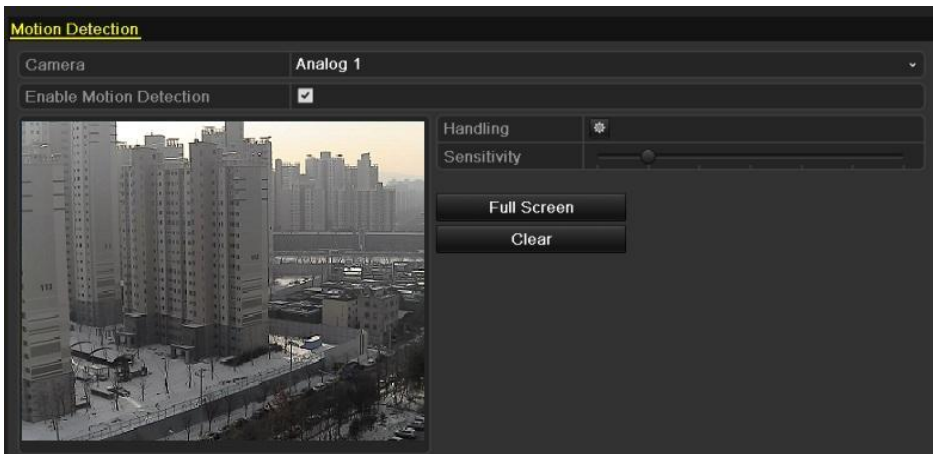 Motion Detection
Camera
Analog 1
Enable Motion Detection
Handling
Sensitivity
Full Screen
Clear